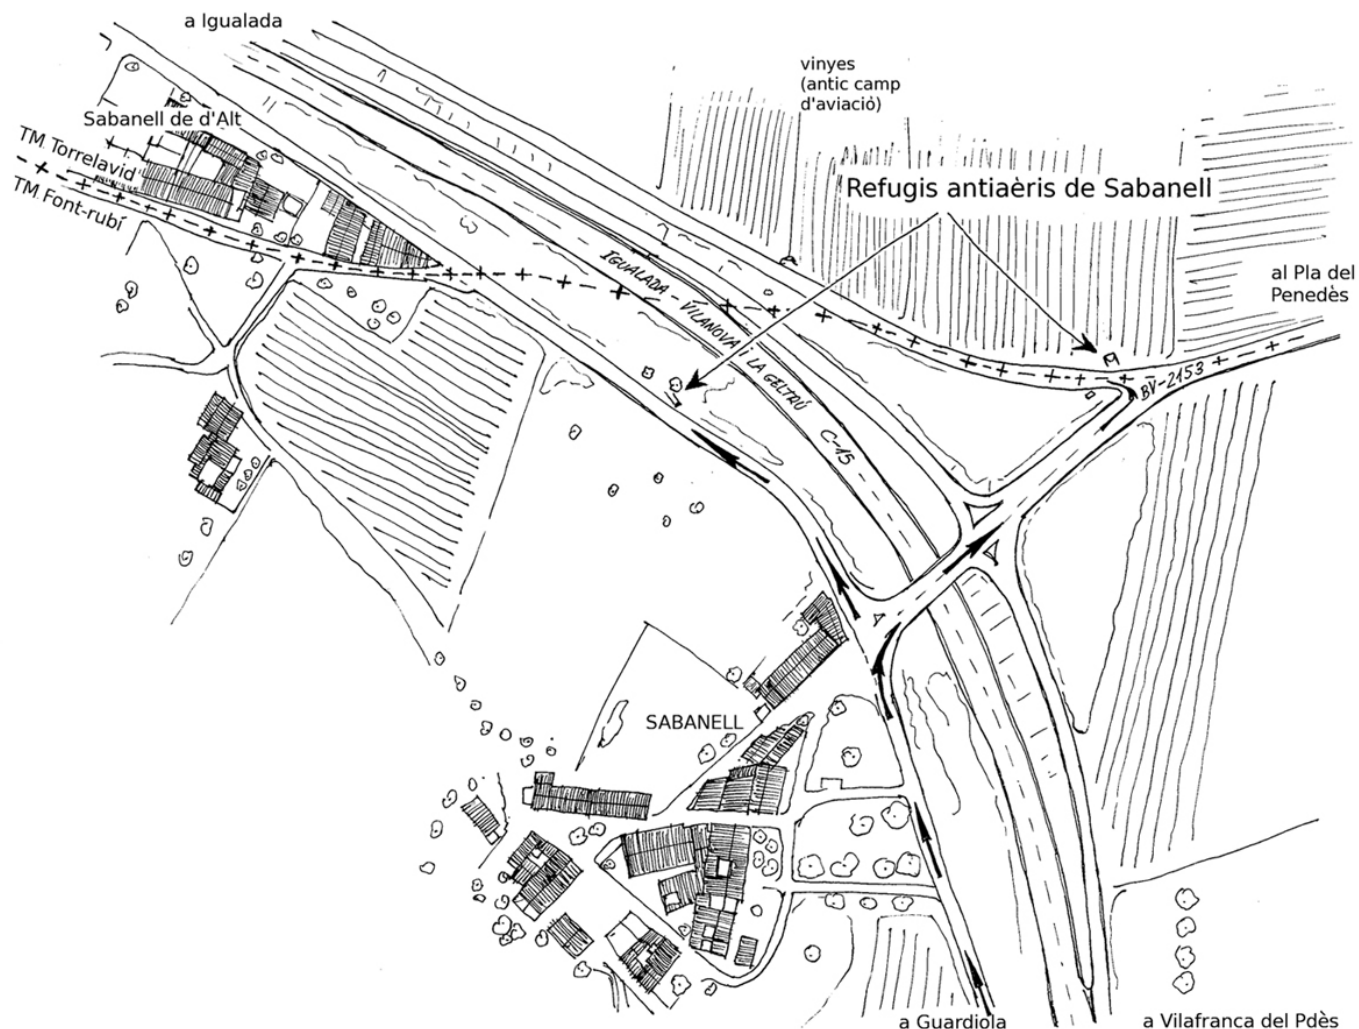 a Igualada
vinyes
(antic camp
d'aviació)
Sabanell de d'Alt
TM. Torrelavid'
TM. Font-rubí
Refugis antiaèris de Sabanell
al Pla del
Penedès
IGUALADA - VILANOVA i LA GELTRÚ C-15
BV-2153
SABANELL
a Guardiola
a Vilafranca del Pdès